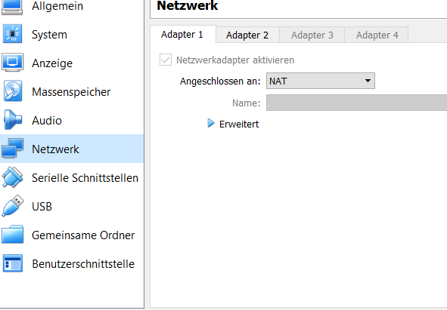 Allgemein
System
Anzeige
Massenspeicher
Audio
Netzwerk
Serielle Schnittstellen
USB
Gemeinsame Ordner
Benutzerschnittstelle
Netzwerk
Adapter 1 Adapter 2 Adapter 3 Adapter 4
Netzwerkadapter aktivieren
Angeschlossen an: NAT
Name:
Erweitert